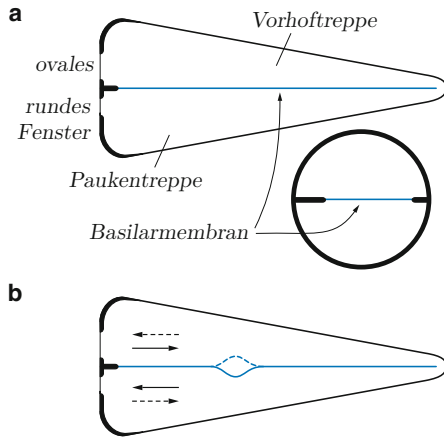 a
Vorhoftreppe
ovales
rundes
Fenster
Paukentreppe
Basilarmembran
b